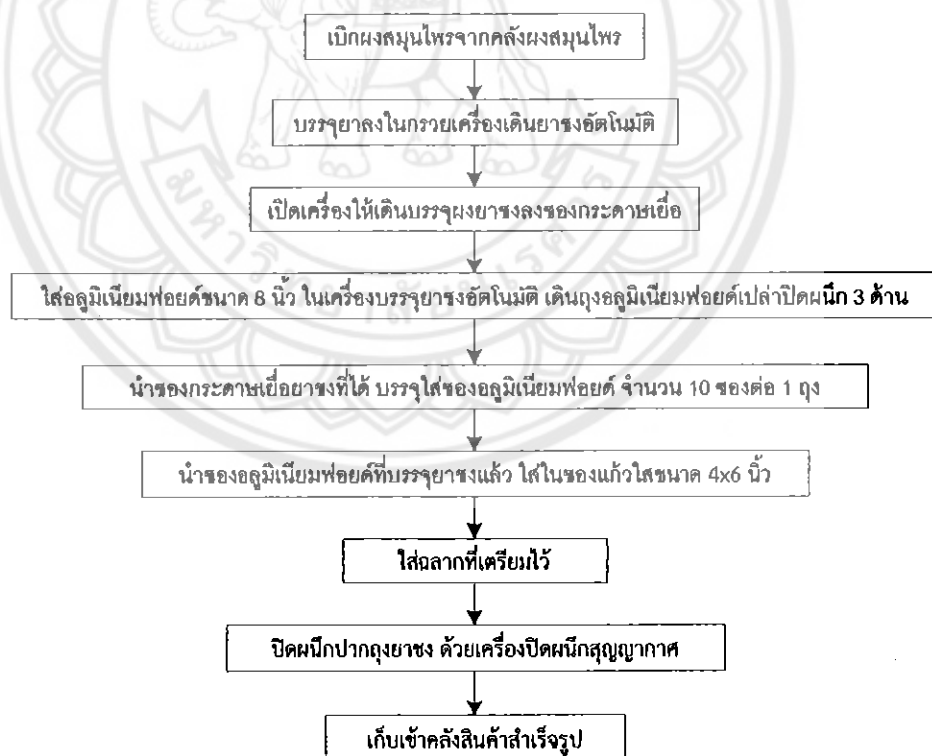 เบิกผงสมุนไพรจากคลังผงสมุนไพร
บรรจุยาลงในกรวยเครื่องเดินยาชงอัตโนมัติ
เปิดเครื่องให้เดินบรรจุผงยาชงลงซองกระดาษเยื่อ
ใส่อลูมิเนียมฟอยด์ขนาด 8 นิ้ว ในเครื่องบรรจุยาชงอัตโนมัติ เดินถุงอลูมิเนียมฟอยด์เปล่าปิดผนึก 3 ด้าน
นำซองกระดาษเยื่อยาชงที่ได้ บรรจุใส่ซองอลูมิเนียมฟอยด์ จำนวน 10 ซองต่อ 1 ถุง
นำซองอลูมิเนียมฟอยด์ที่บรรจุยาชงแล้ว ใส่ในซองแก้วใสขนาด 4x6 นิ้ว
ใส่ฉลากที่เตรียมไว้
ปิดผนึกปากถุงยาชง ด้วยเครื่องปิดผนึกสุญญากาศ
เก็บเข้าคลังสินค้าสำเร็จรูป